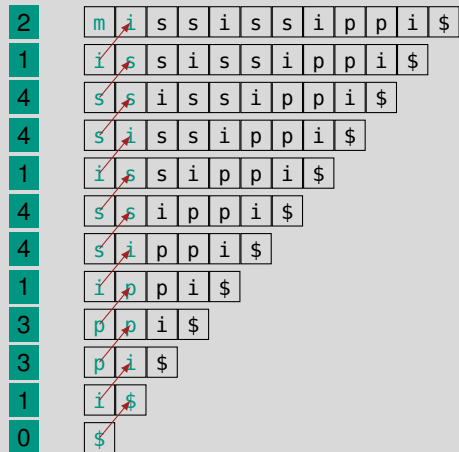 2 m i s s i s s i p p i $
1 i s s i s s i p p i $
4 s s i s s i p p i $
4 s i s s i p p i $
1 i s s i p p i $
4 s s i p p i $
4 s i p p i $
1 i p p i $
3 p p i $
3 p i $
1 i $
0 $